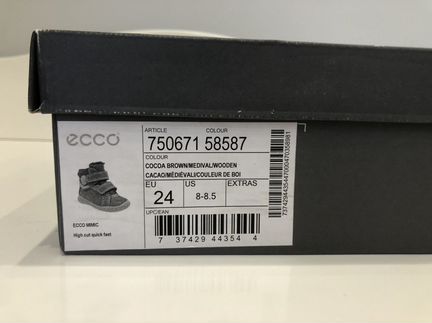 ecco
ARTICLE COLOUR
750671 58587
COLOUR
COCOA BROWN/MEDIVAL/WOODEN
CACAO/MÉDIÉVAL/COULEUR DE BOI
EU US EXTRAS
24 8-8.5
UPC/EAN
7 37429 44354 4
ECCO MIMIC
High cut quick fast